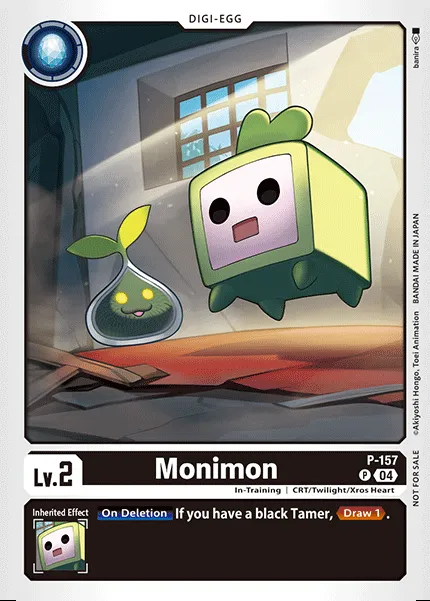 DIGI-EGG
banira
©Akiyoshi Hongo, Toei Animation BANDAI MADE IN JAPAN
NOT FOR SALE
Lv.2
Monimon
P-157
P 04
In-Training | CRT/Twilight/Xros Heart
Inherited Effect
On Deletion If you have a black Tamer, Draw 1.